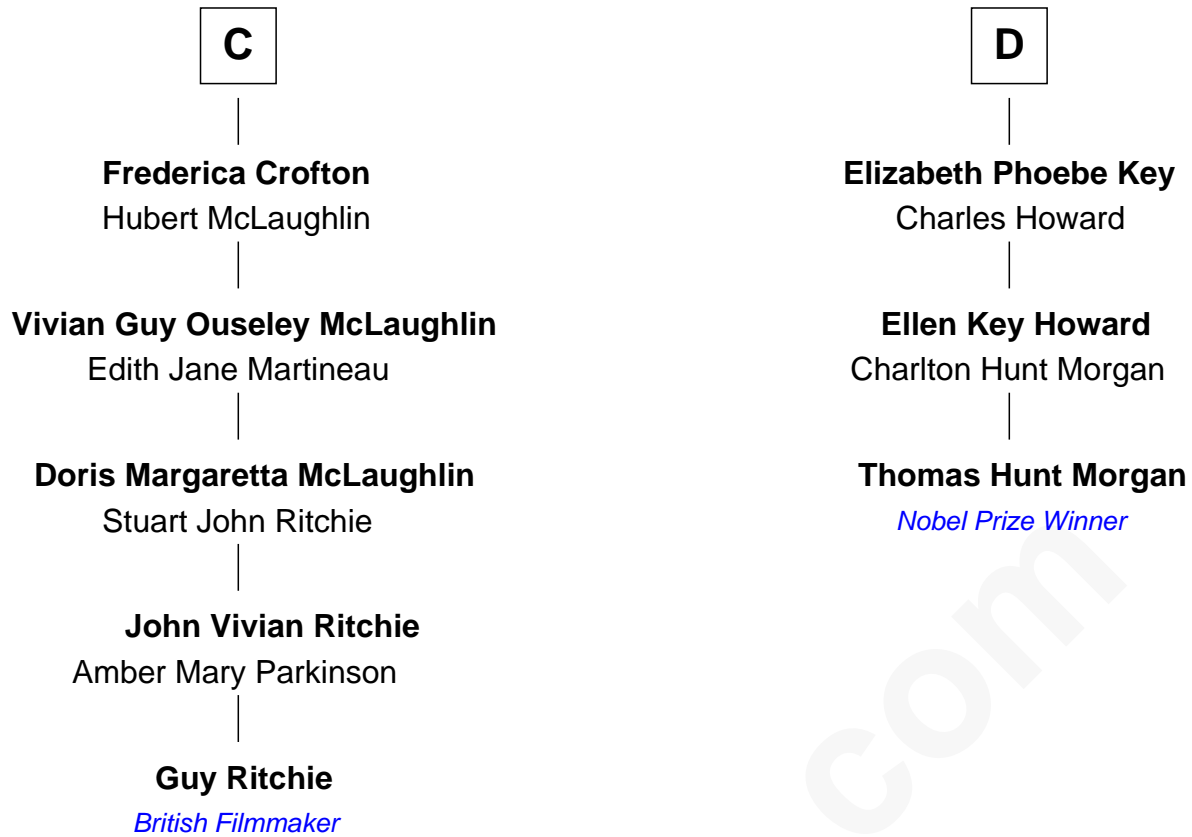 C
Frederica Crofton
Hubert McLaughlin
Vivian Guy Ouseley McLaughlin
Edith Jane Martineau
Doris Margaretta McLaughlin
Stuart John Ritchie
John Vivian Ritchie
Amber Mary Parkinson
Guy Ritchie
British Filmmaker
D
Elizabeth Phoebe Key
Charles Howard
Ellen Key Howard
Charlton Hunt Morgan
Thomas Hunt Morgan
Nobel Prize Winner
com